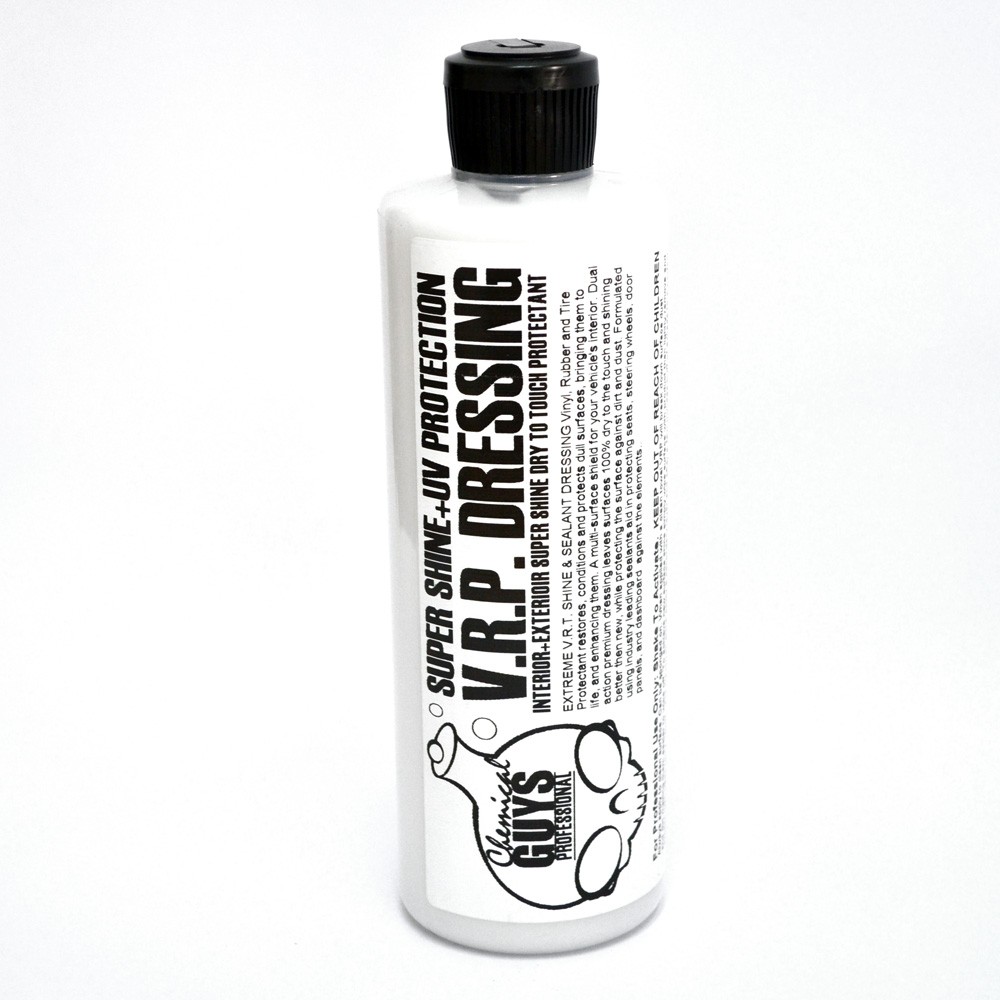 SUPER SHINE+UV PROTECTION
V.R.P. DRESSING
INTERIOR+EXTERIOIR SUPER SHINE DRY TO TOUCH PROTECTANT
EXTREME V.R.T. SHINE & SEALANT DRESSING Vinyl, Rubber and Tire
Protectant restores, conditions and protects dull surfaces, bringing them to
life, and enhancing them. A multi-surface shield for your vehicle's interior. Dual
action premium dressing leaves surfaces 100% dry to the touch and shining
better then new, while protecting the surface against dirt and dust. Formulated
using industry leading sealants aid in protecting seats, steering wheels, door
panels, and dashboard against the elements.
For Professional Use Only: Shake To Activate. KEEP OUT OF REACH OF CHILDREN
Chemical
GUYS
PROFESSIONAL